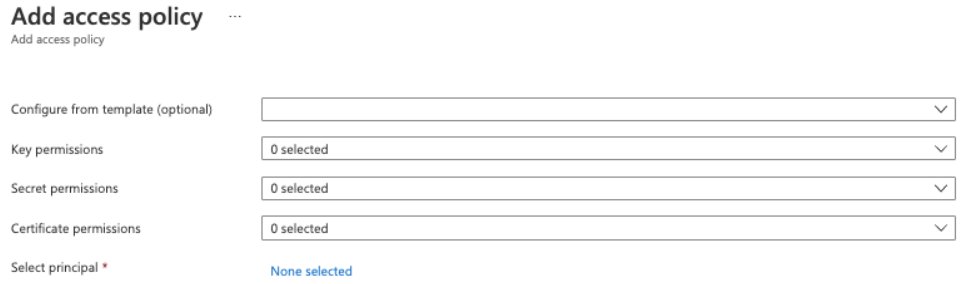 Add access policy ...
Add access policy
Configure from template (optional)
Key permissions 0 selected
Secret permissions 0 selected
Certificate permissions 0 selected
Select principal * None selected